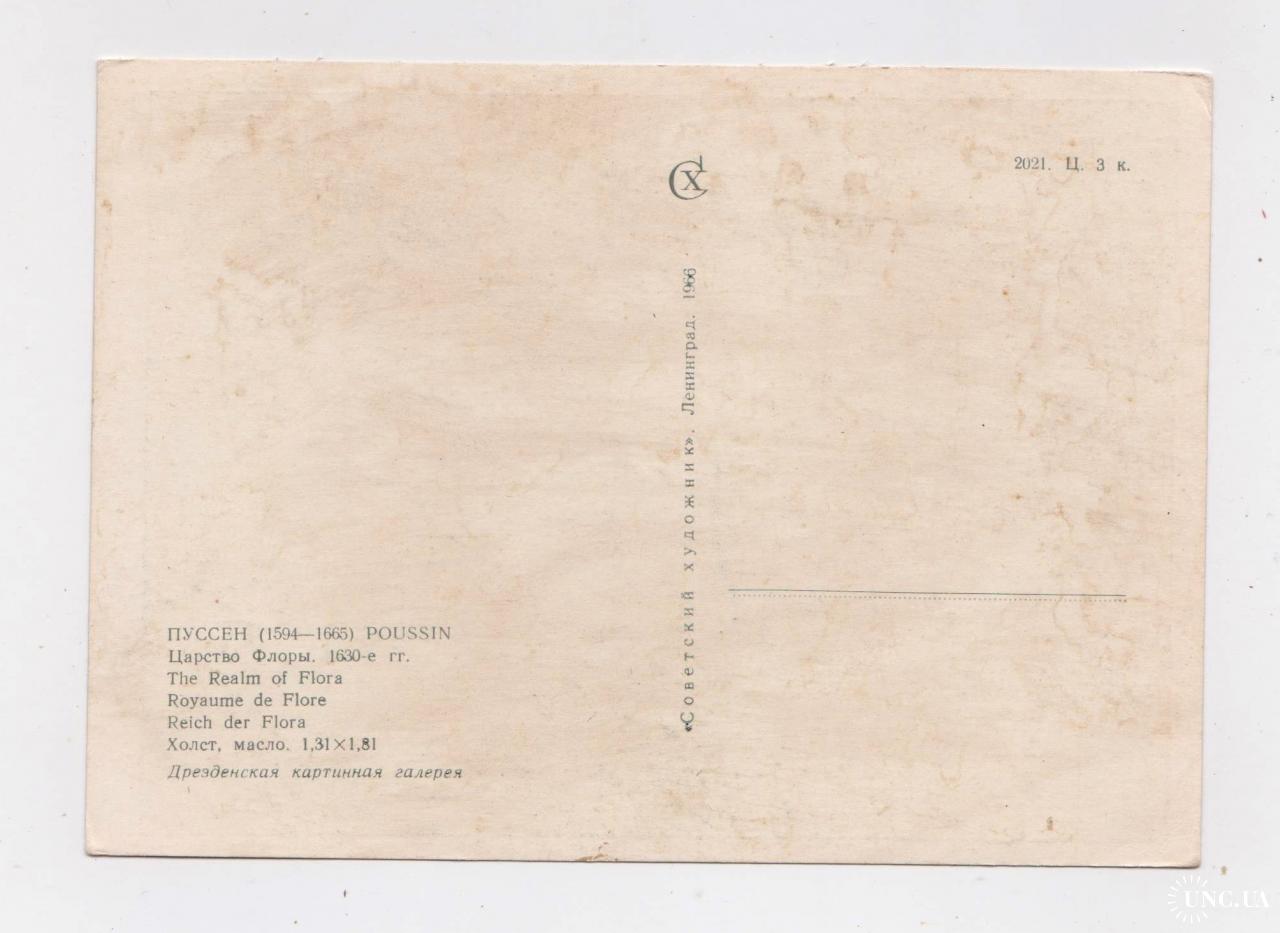 ПУССЕН (1594—1665) POUSSIN
Царство Флоры. 1630-е гг.
The Realm of Flora
Royaume de Flore
Reich der Flora
Холст, масло. 1,31×1,81
Дрезденская картинная галерея
«Советский художник». Ленинград. 1966
СХ
2021. Ц. 3 к.
UNC.UA